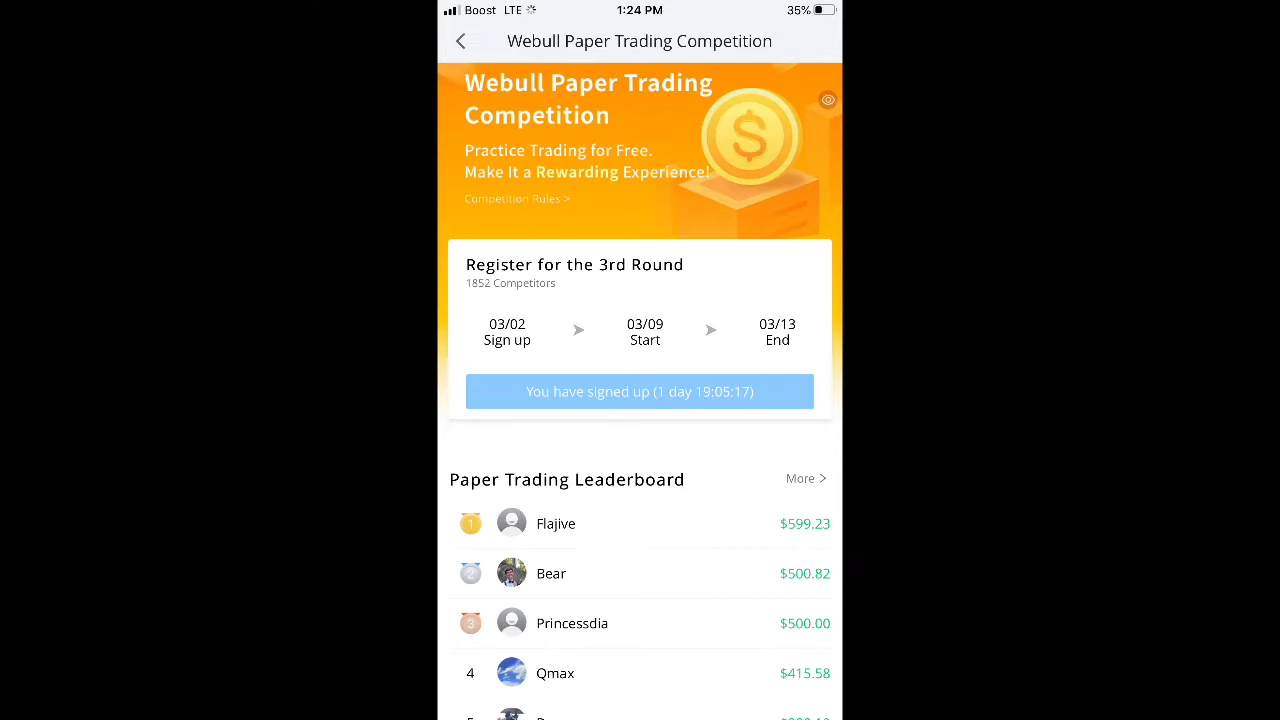 Boost LTE 1:24 PM 35%
Webull Paper Trading Competition
Webull Paper Trading
Competition
Practice Trading for Free.
Make It a Rewarding Experience!
Competition Rules >
Register for the 3rd Round
1852 Competitors
03/02 03/09 03/13
Sign up Start End
You have signed up (1 day 19:05:17)
Paper Trading Leaderboard More >
1 Flajive $599.23
2 Bear $500.82
3 Princessdia $500.00
4 Qmax $415.58